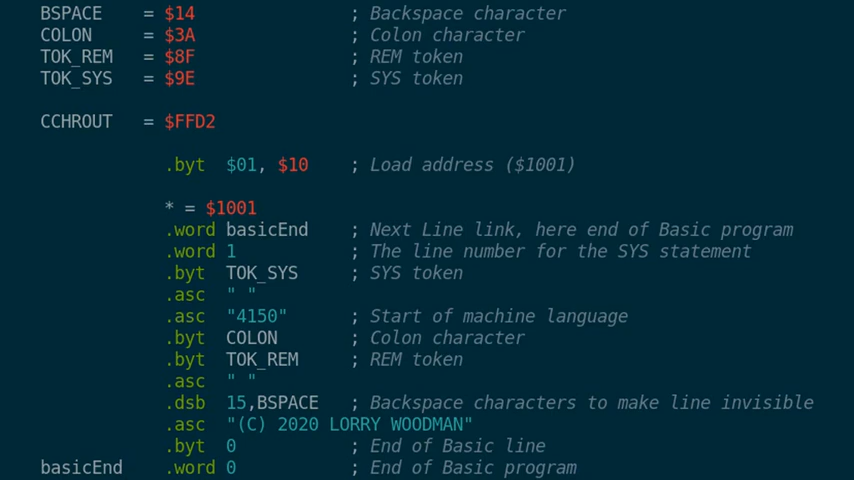 BSPACE = $14 ; Backspace character
COLON = $3A ; Colon character
TOK_REM = $8F ; REM token
TOK_SYS = $9E ; SYS token
CCHROUT = $FFD2
.byt $01, $10 ; Load address ($1001)
* = $1001
.word basicEnd ; Next Line link, here end of Basic program
.word 1 ; The line number for the SYS statement
.byt TOK_SYS ; SYS token
.asc " "
.asc "4150" ; Start of machine language
.byt COLON ; Colon character
.byt TOK_REM ; REM token
.asc " "
.dsb 15,BSPACE ; Backspace characters to make line invisible
.asc "(C) 2020 LORRY WOODMAN"
.byt 0 ; End of Basic line
basicEnd .word 0 ; End of Basic program